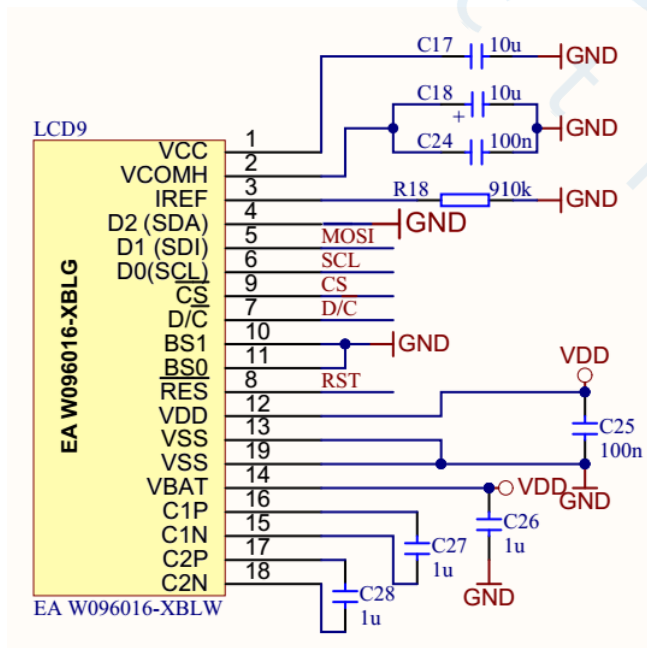 C17 10u GND
C18 10u
+
GND
C24 100n
LCD9
VCC 1
VCOMH 2
IREF 3 R18 910k GND
D2 (SDA) 4 GND
D1 (SDI) 5 MOSI
D0(SCL) 6 SCL
CS 9 CS
D/C 7 D/C
BS1 10 GND
BS0 11
RES 8 RST
VDD
VDD 12
VSS 13 C25
VSS 19 100n
VBAT 14 VDD GND
C1P 16 C26
C1N 15 C27 1u
C2P 17 1u
C2N 18 C28 GND
1u
EA W096016-XBLG
EA W096016-XBLW